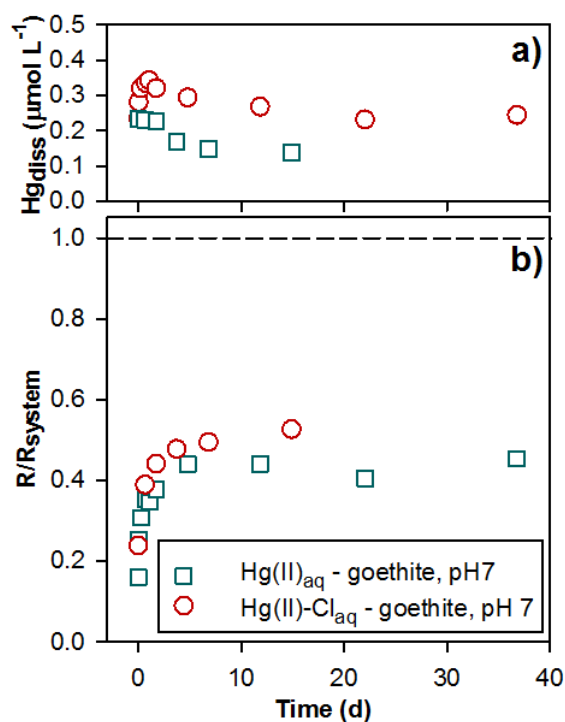 a)
Hgdiss (µmol L⁻¹)
0.5
0.4
0.3
0.2
0.1
0.0
b)
R/Rsystem
1.0
0.8
0.6
0.4
0.2
0.0
Hg(II)aq - goethite, pH7
Hg(II)-Claq - goethite, pH 7
0 10 20 30 40
Time (d)